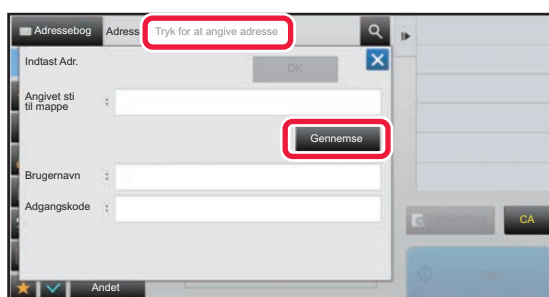 Adressebog Adress Tryk for at angive adresse
Indtast Adr. OK
Angivet sti
til mappe :
Gennemse
Brugernavn :
Adgangskode :
CA
Start
Andet